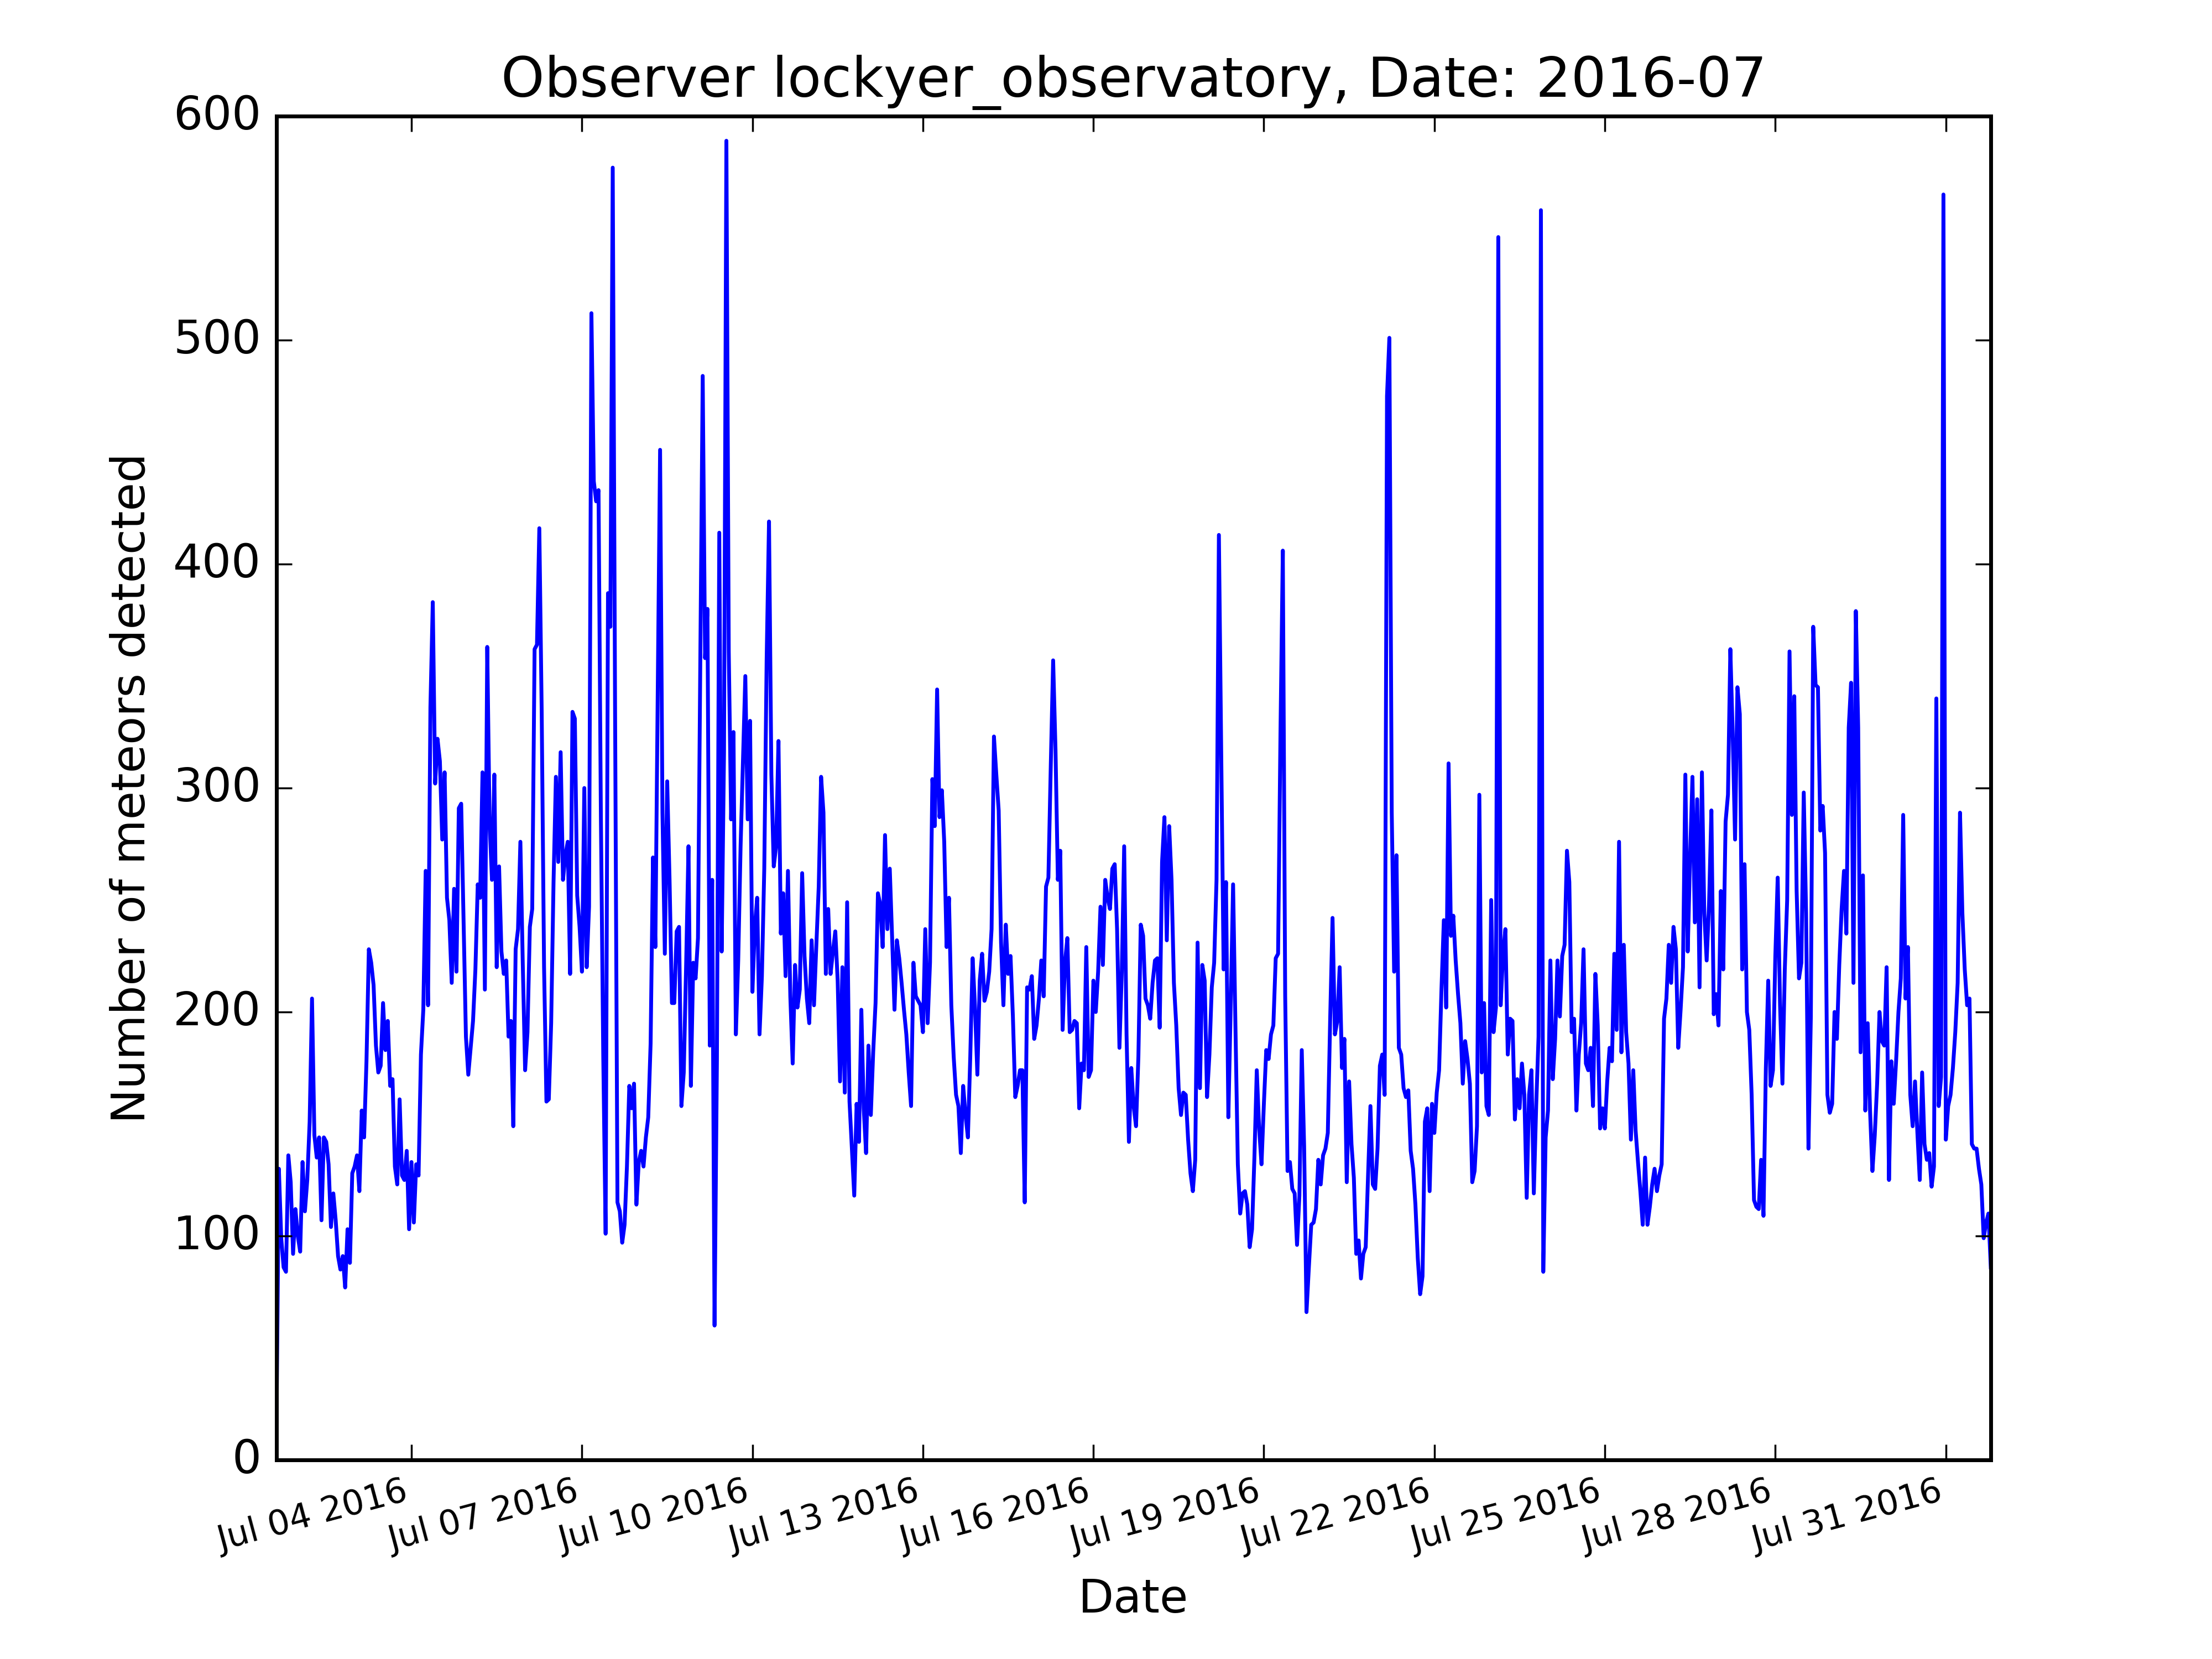 Observer lockyer_observatory, Date: 2016-07
600
500
400
300
200
100
0
Number of meteors detected
Jul 04 2016
Jul 07 2016
Jul 10 2016
Jul 13 2016
Jul 16 2016
Jul 19 2016
Jul 22 2016
Jul 25 2016
Jul 28 2016
Jul 31 2016
Date